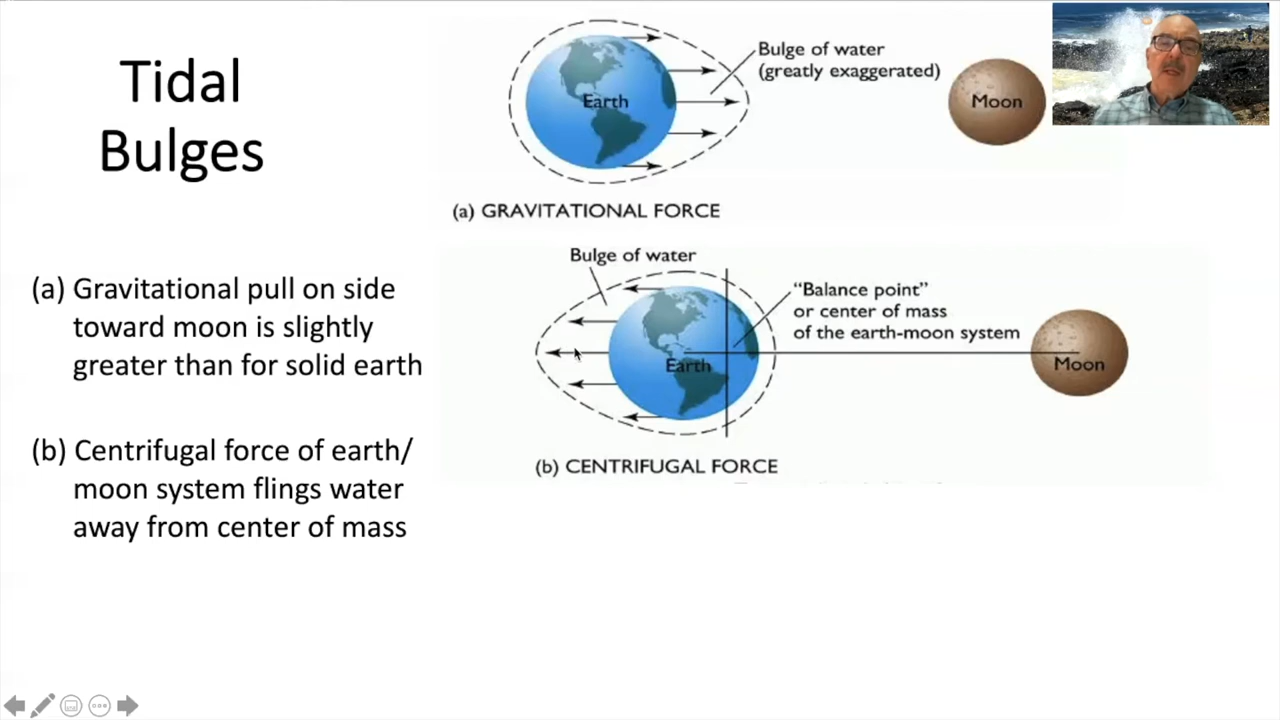 Tidal
Bulges
(a) Gravitational pull on side
toward moon is slightly
greater than for solid earth
(b) Centrifugal force of earth/
moon system flings water
away from center of mass
Bulge of water
(greatly exaggerated)
Earth
Moon
(a) GRAVITATIONAL FORCE
Bulge of water
“Balance point”
or center of mass
of the earth-moon system
Earth
Moon
(b) CENTRIFUGAL FORCE